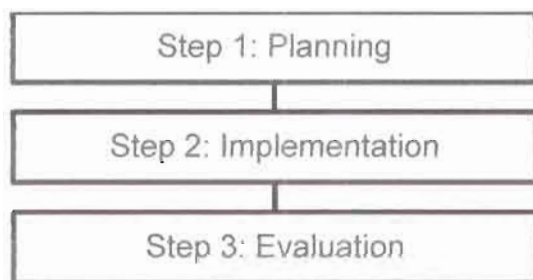 Step 1: Planning
Step 2: Implementation
Step 3: Evaluation